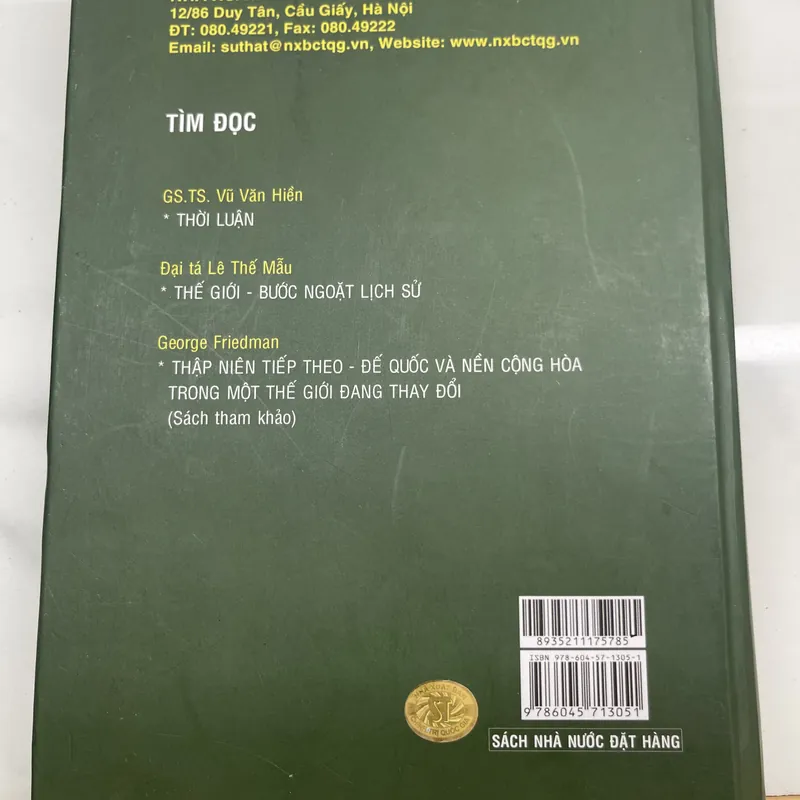 12/86 Duy Tân, Cầu Giấy, Hà Nội
ĐT: 080.49221, Fax: 080.49222
Email: suthat@nxbctqg.vn, Website: www.nxbctqg.vn
TÌM ĐỌC
GS.TS. Vũ Văn Hiền
* THỜI LUẬN
Đại tá Lê Thế Mẫu
* THẾ GIỚI - BƯỚC NGOẶT LỊCH SỬ
George Friedman
* THẬP NIÊN TIẾP THEO - ĐẾ QUỐC VÀ NỀN CỘNG HÒA
TRONG MỘT THẾ GIỚI ĐANG THAY ĐỔI
(Sách tham khảo)
8935211175785
ISBN 978-604-57-1305-1
9786045713051
ST
SÁCH NHÀ NƯỚC ĐẶT HÀNG